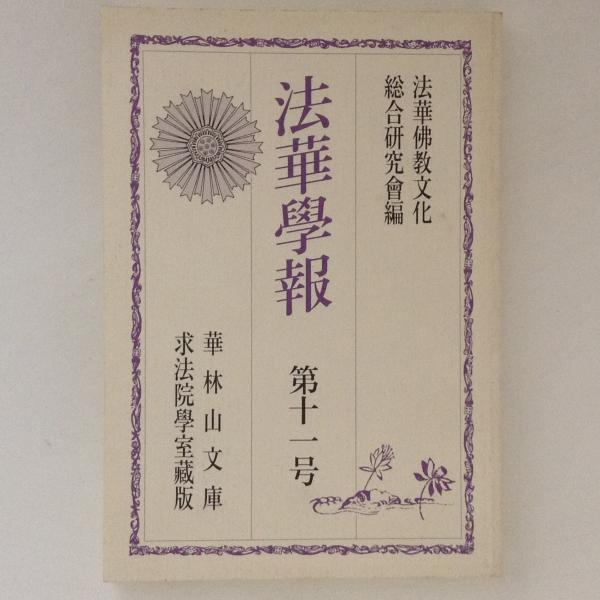 法華佛教文化
総合研究會編
法華學報
第十一号
華林山文庫
求法院學室藏版